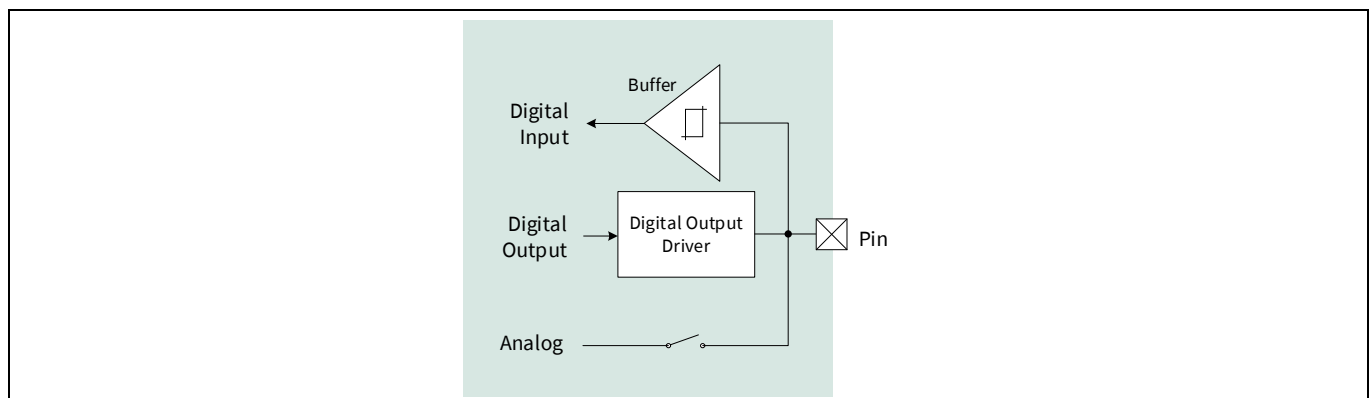 Buffer
Digital
Input
Digital
Output
Digital Output
Driver
Pin
Analog